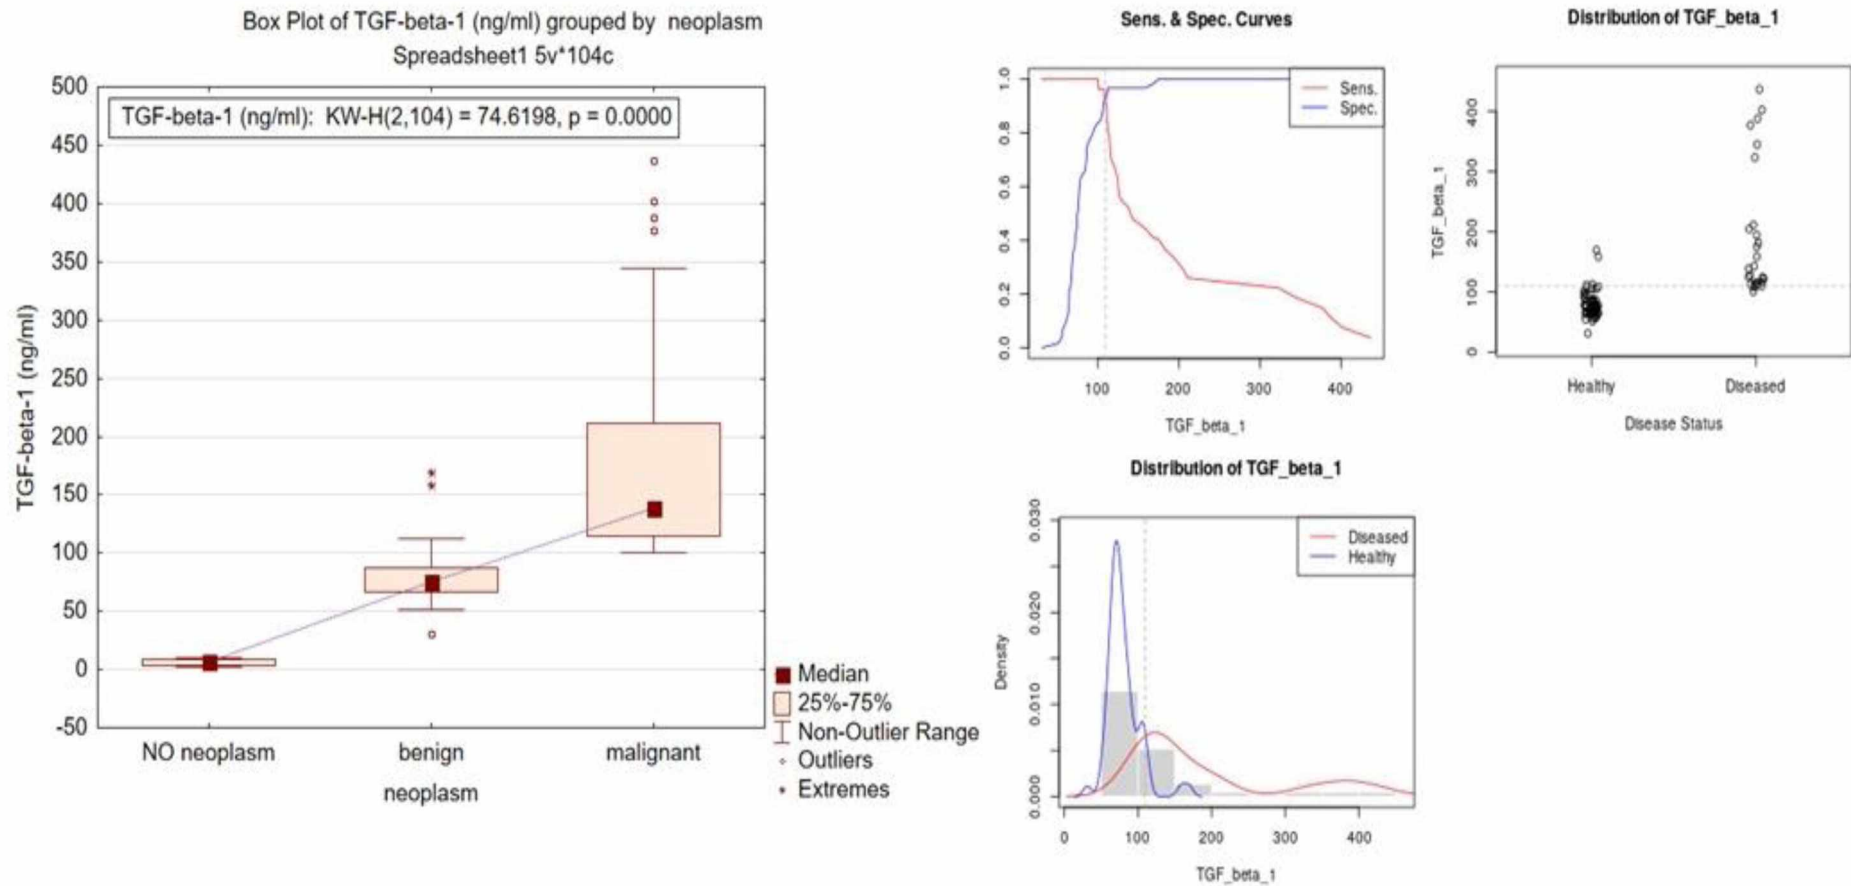 Box Plot of TGF-beta-1 (ng/ml) grouped by neoplasm
Spreadsheet1 5v*104c
TGF-beta-1 (ng/ml): KW-H(2,104) = 74.6198, p = 0.0000
TGF-beta-1 (ng/ml)
500
450
400
350
300
250
200
150
100
50
0
-50
NO neoplasm benign malignant
neoplasm
Median
25%-75%
Non-Outlier Range
Outliers
Extremes
Sens. & Spec. Curves
Sens.
Spec.
1.0
0.8
0.6
0.4
0.2
0.0
100 200 300 400
TGF_beta_1
Distribution of TGF_beta_1
TGF_beta_1
400
300
200
100
0
Healthy Diseased
Disease Status
Distribution of TGF_beta_1
Diseased
Healthy
Density
0.030
0.020
0.010
0.000
0 100 200 300 400
TGF_beta_1